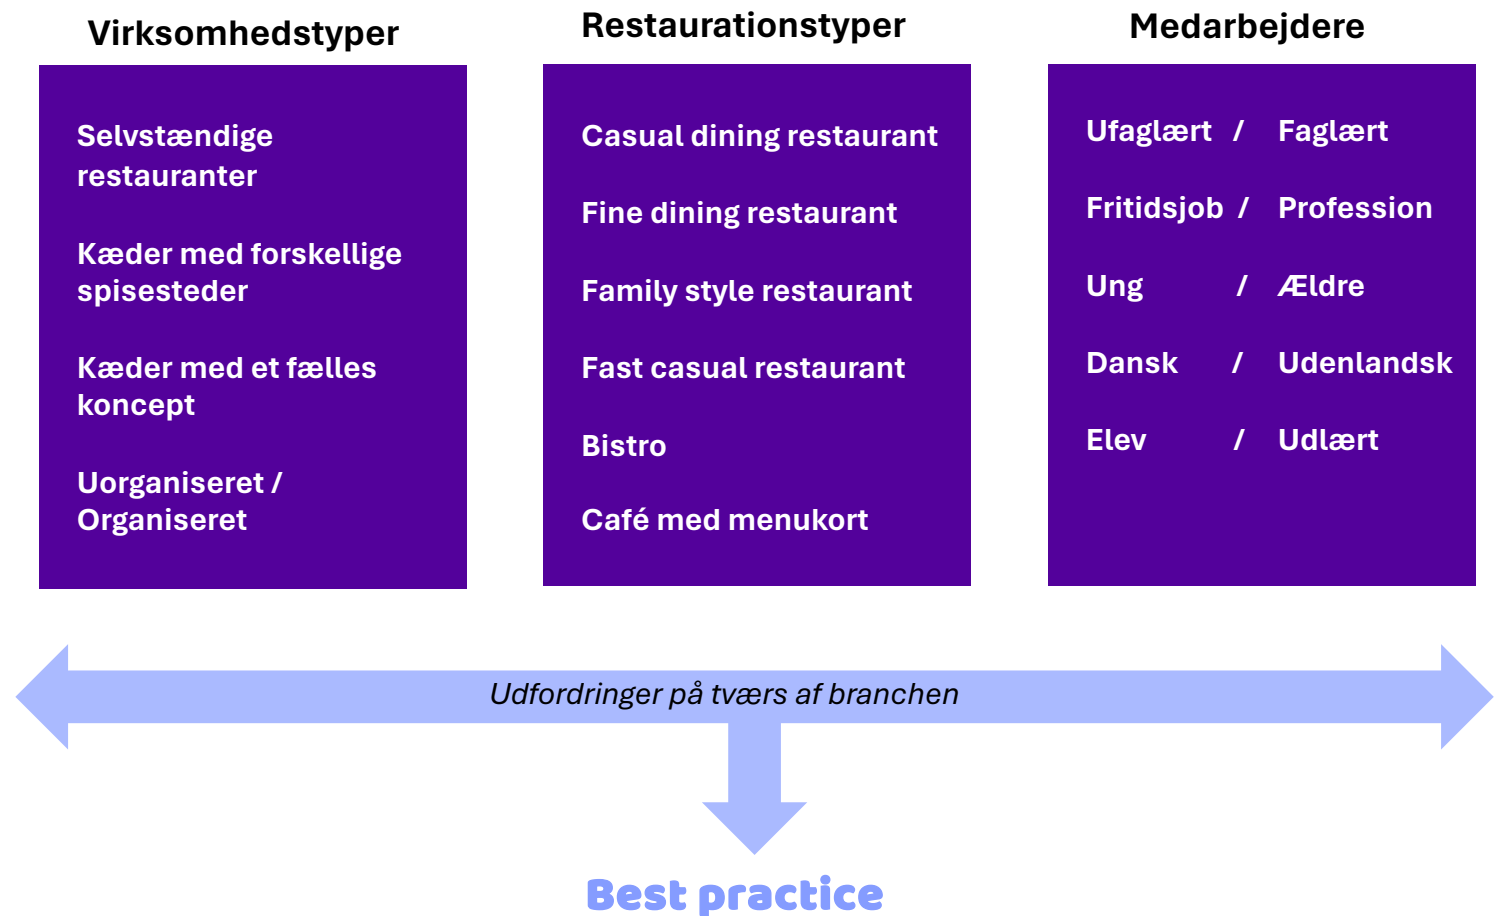 Virksomhedstyper
Selvstændige
restauranter
Kæder med forskellige
spisesteder
Kæder med et fælles
koncept
Uorganiseret /
Organiseret
Restaurationstyper
Casual dining restaurant
Fine dining restaurant
Family style restaurant
Fast casual restaurant
Bistro
Café med menukort
Medarbejdere
Ufaglært / Faglært
Fritidsjob / Profession
Ung / Ældre
Dansk / Udenlandsk
Elev / Udlært
Udfordringer på tværs af branchen
Best practice